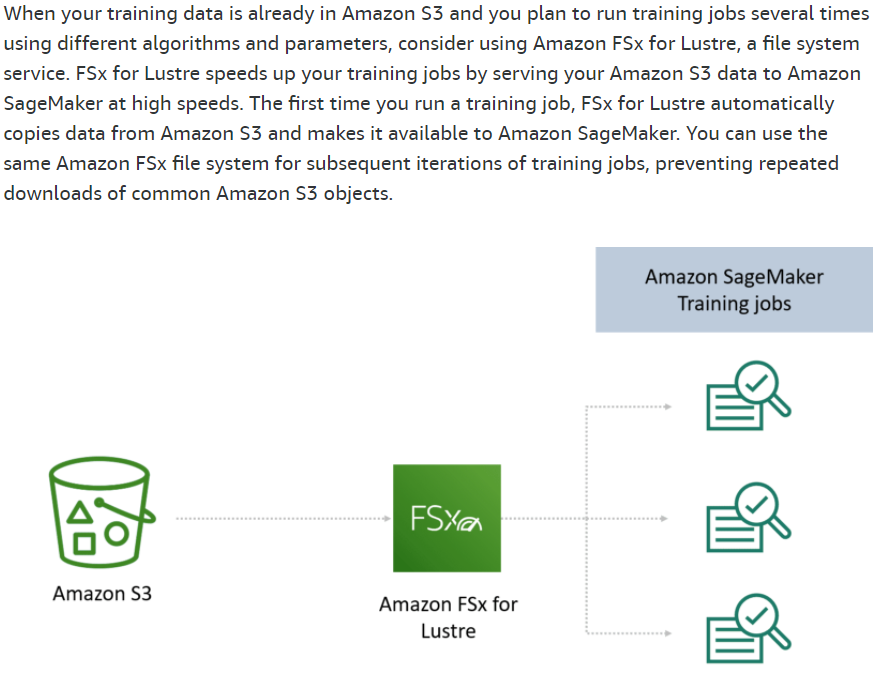 When your training data is already in Amazon S3 and you plan to run training jobs several times
using different algorithms and parameters, consider using Amazon FSx for Lustre, a file system
service. FSx for Lustre speeds up your training jobs by serving your Amazon S3 data to Amazon
SageMaker at high speeds. The first time you run a training job, FSx for Lustre automatically
copies data from Amazon S3 and makes it available to Amazon SageMaker. You can use the
same Amazon FSx file system for subsequent iterations of training jobs, preventing repeated
downloads of common Amazon S3 objects.
Amazon SageMaker
Training jobs
FSx
Amazon S3
Amazon FSx for
Lustre